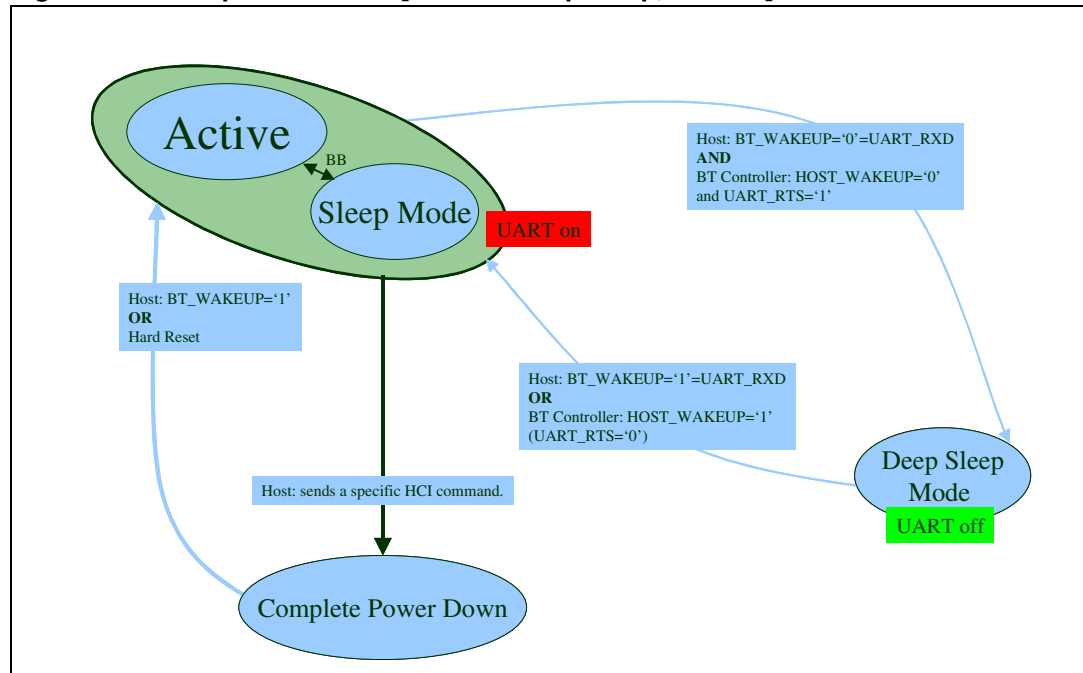 Active
BB
Sleep Mode
UART on
Host: BT_WAKEUP=‘0’=UART_RXD
AND
BT Controller: HOST_WAKEUP=‘0’
and UART_RTS=‘1’
Host: BT_WAKEUP=‘1’
OR
Hard Reset
Host: BT_WAKEUP=‘1’=UART_RXD
OR
BT Controller: HOST_WAKEUP=‘1’
(UART_RTS=‘0’)
Deep Sleep
Mode
UART off
Host: sends a specific HCI command.
Complete Power Down